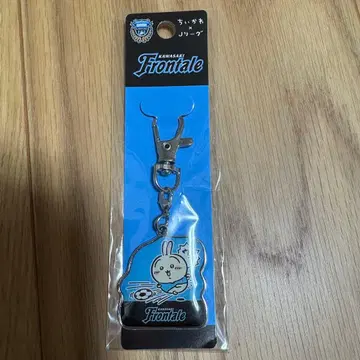 ちいかわ
×
Jリーグ
KAWASAKI
Frontale
KAWASAKI
Frontale